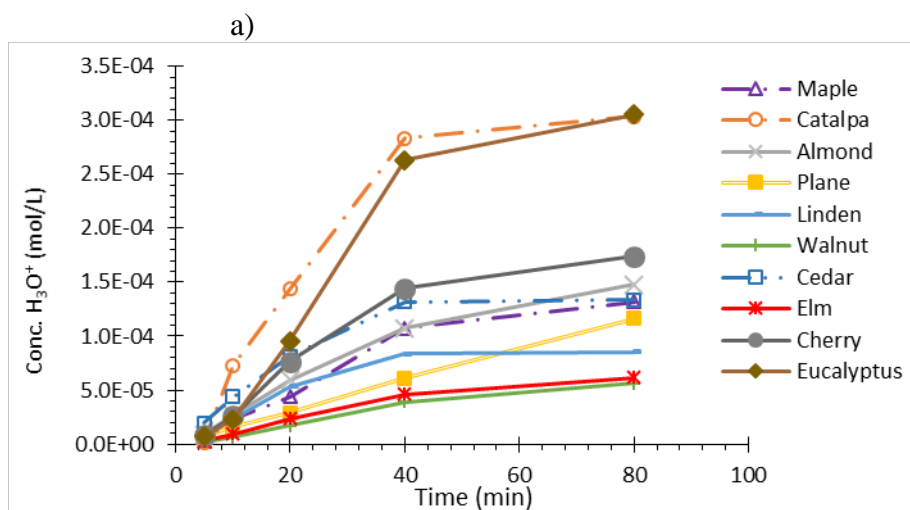 a)
3.5E-04
3.0E-04
2.5E-04
2.0E-04
1.5E-04
1.0E-04
5.0E-05
0.0E+00
Conc. H₃O⁺ (mol/L)
0 20 40 60 80 100
Time (min)
Maple
Catalpa
Almond
Plane
Linden
Walnut
Cedar
Elm
Cherry
Eucalyptus